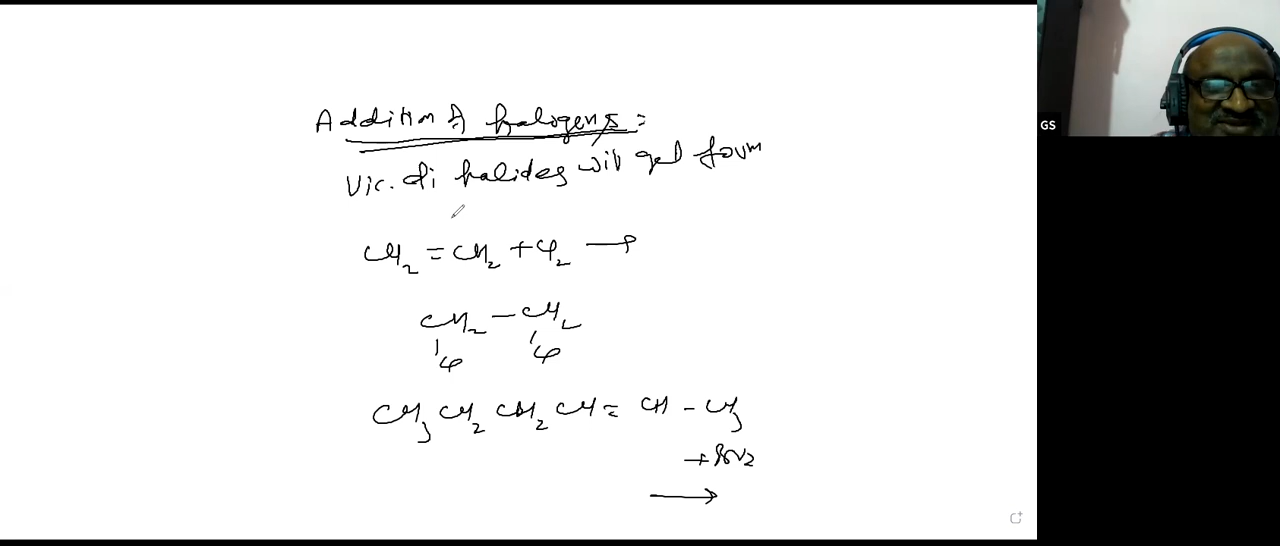 Addition of halogens:
Vic. di halides will get form
CH2 = CH2 + Cl2 →
CH2 - CH2
Cl Cl
CH3 CH2 CH2 CH = CH - CH3
+ Br2
→
GS